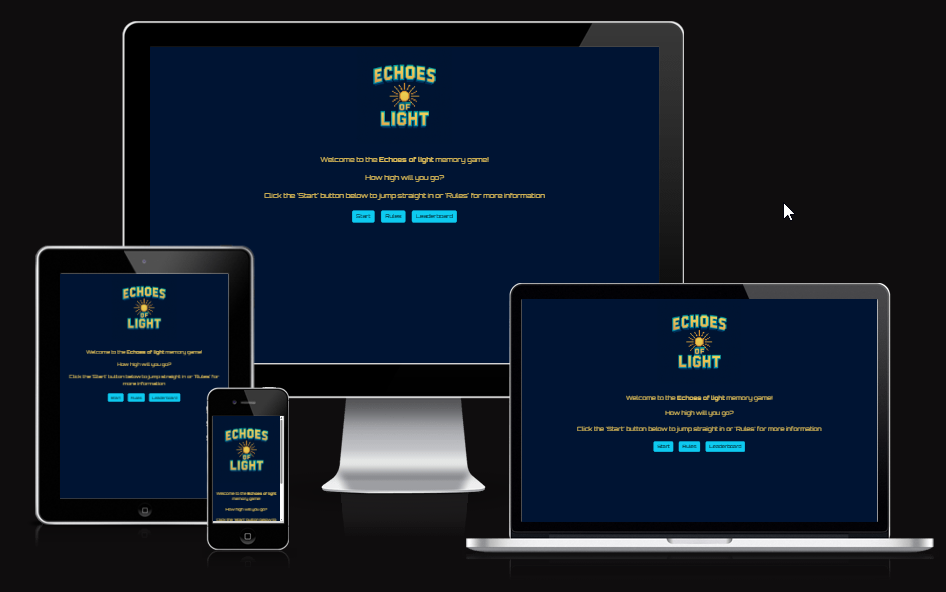 ECHOES
OF
LIGHT
Welcome to the Echoes of light memory game!
How high will you go?
Click the 'Start' button below to jump straight in or 'Rules' for more information
Start Rules Leaderboard
ECHOES
OF
LIGHT
Welcome to the Echoes of light memory game!
How high will you go?
Click the 'Start' button below to jump straight in or 'Rules' for
more information
Start Rules Leaderboard
ECHOES
OF
LIGHT
Welcome to the Echoes of light
memory game!
How high will you go?
Click the 'Start' button below to
ECHOES
OF
LIGHT
Welcome to the Echoes of light memory game!
How high will you go?
Click the 'Start' button below to jump straight in or 'Rules' for more information
Start Rules Leaderboard